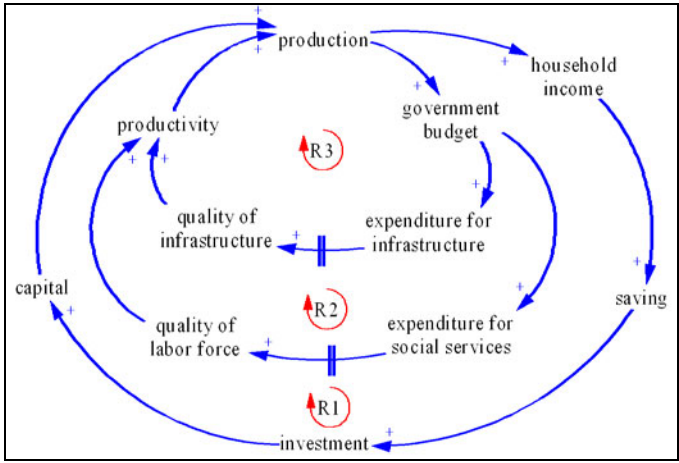 +
production
+
+
household
income
+
government
budget
productivity
R3
+
+
+
quality of
infrastructure
+
expenditure for
infrastructure
capital
+
R2
+
saving
quality of
labor force
+
expenditure for
social services
R1
+
investment
+